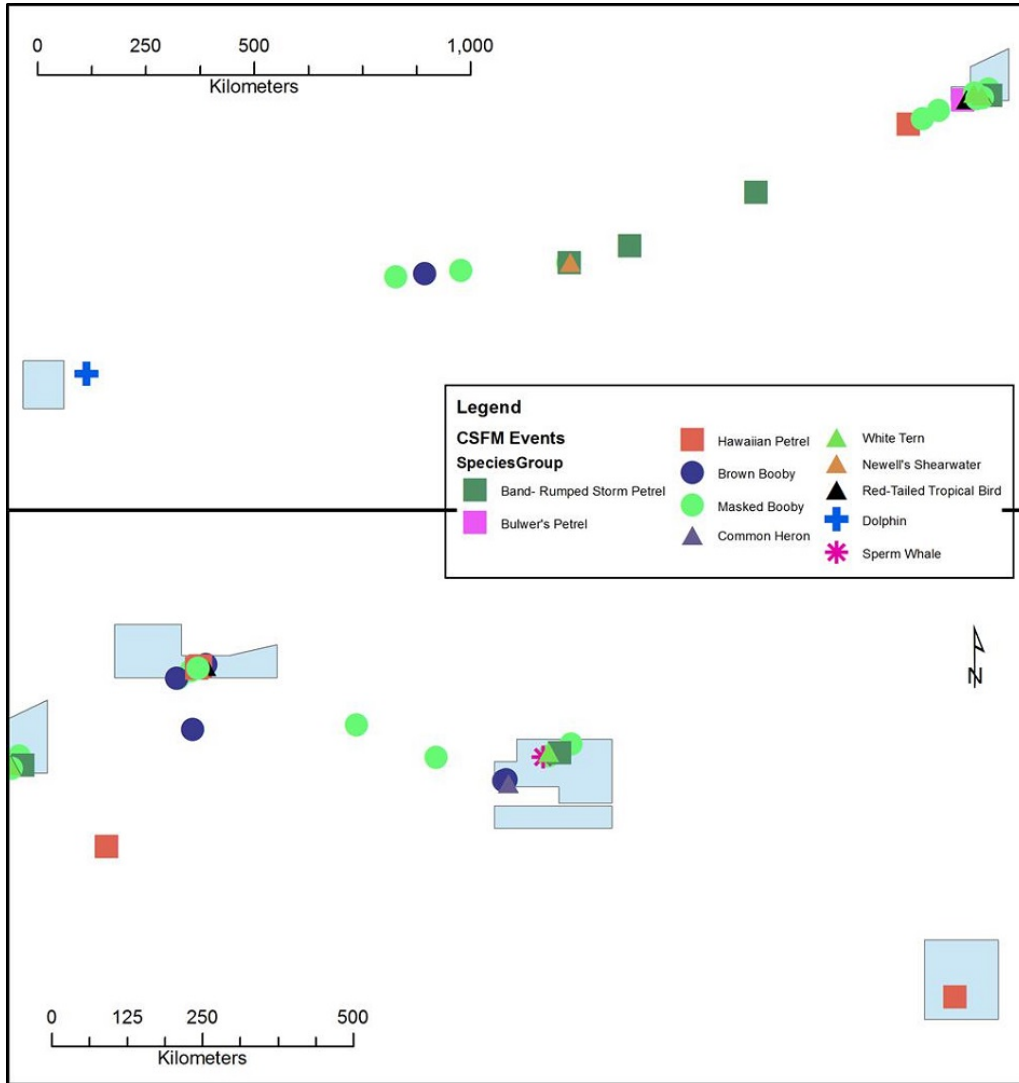 0 250 500 1,000
Kilometers
Legend
CSFM Events
SpeciesGroup
Band- Rumped Storm Petrel
Bulwer's Petrel
Hawaiian Petrel
Brown Booby
Masked Booby
Common Heron
White Tern
Newell's Shearwater
Red-Tailed Tropical Bird
Dolphin
Sperm Whale
N
0 125 250 500
Kilometers